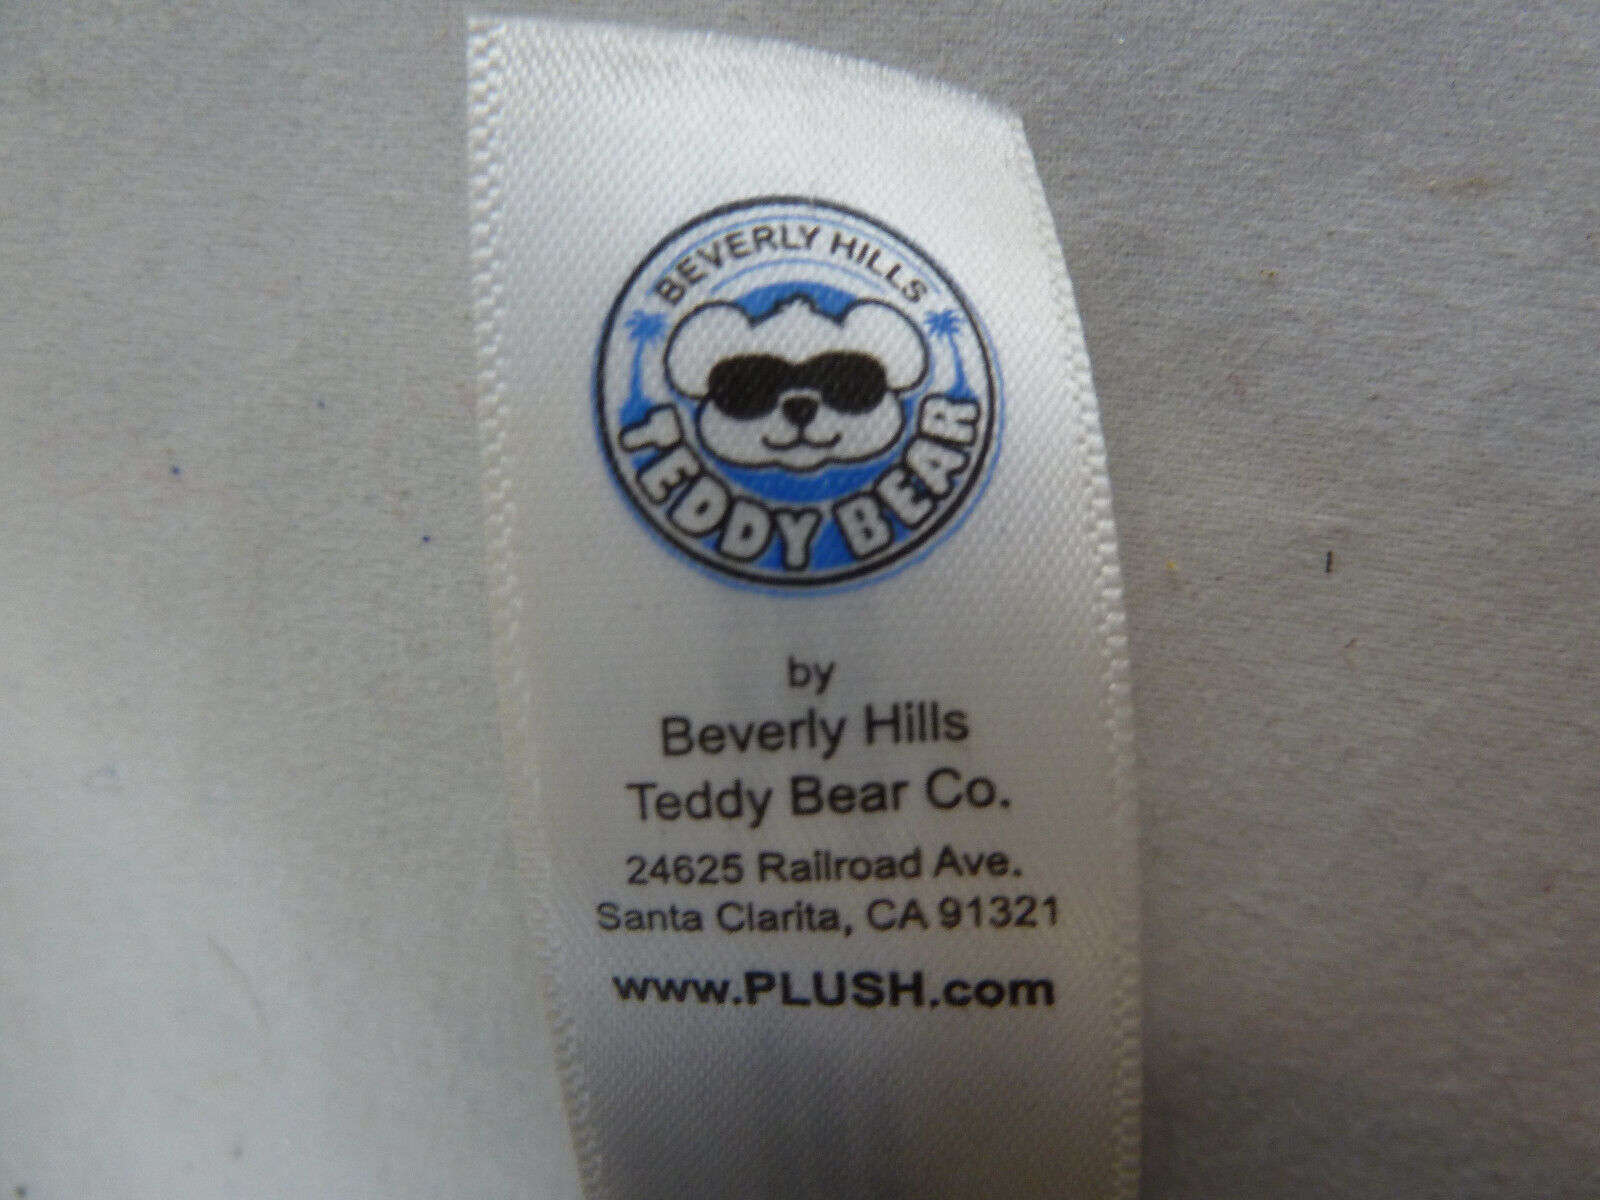 BEVERLY HILLS
TEDDY BEAR
by
Beverly Hills
Teddy Bear Co.
24625 Railroad Ave.
Santa Clarita, CA 91321
www.PLUSH.com